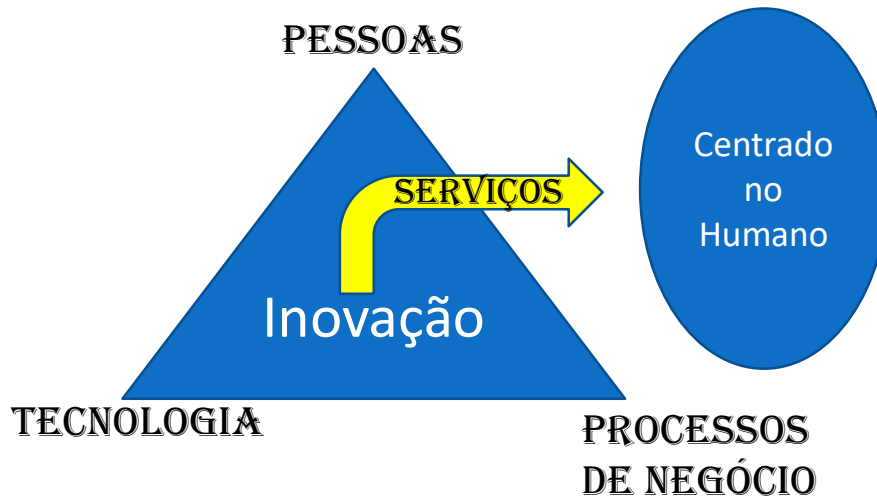 PESSOAS
Centrado
no
Humano
SERVIÇOS
Inovação
TECNOLOGIA
PROCESSOS
DE NEGÓCIO